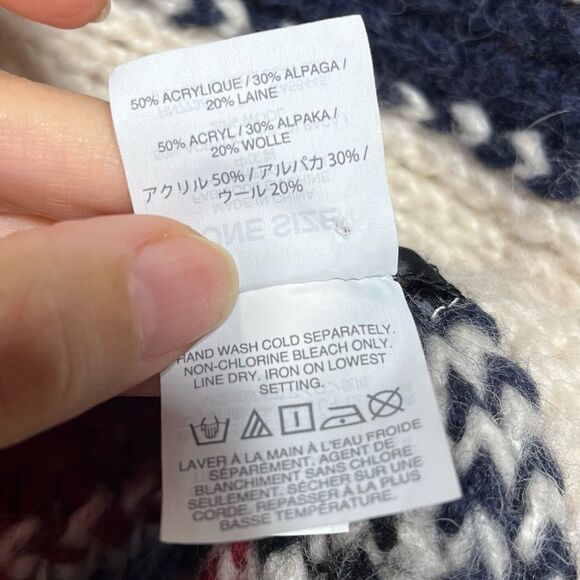 50% ACRYLIQUE / 30% ALPAGA /
20% LAINE
50% ACRYL / 30% ALPAKA /
20% WOLLE
アクリル 50% / アルパカ 30% /
ウール 20%
HAND WASH COLD SEPARATELY.
NON-CHLORINE BLEACH ONLY.
LINE DRY. IRON ON LOWEST
SETTING.
LAVER À LA MAIN À L'EAU FROIDE
SÉPARÉMENT. AGENT DE
BLANCHIMENT SANS CHLORE
SEULEMENT. SÉCHER SUR UNE
CORDE. REPASSER À LA PLUS
BASSE TEMPÉRATURE.